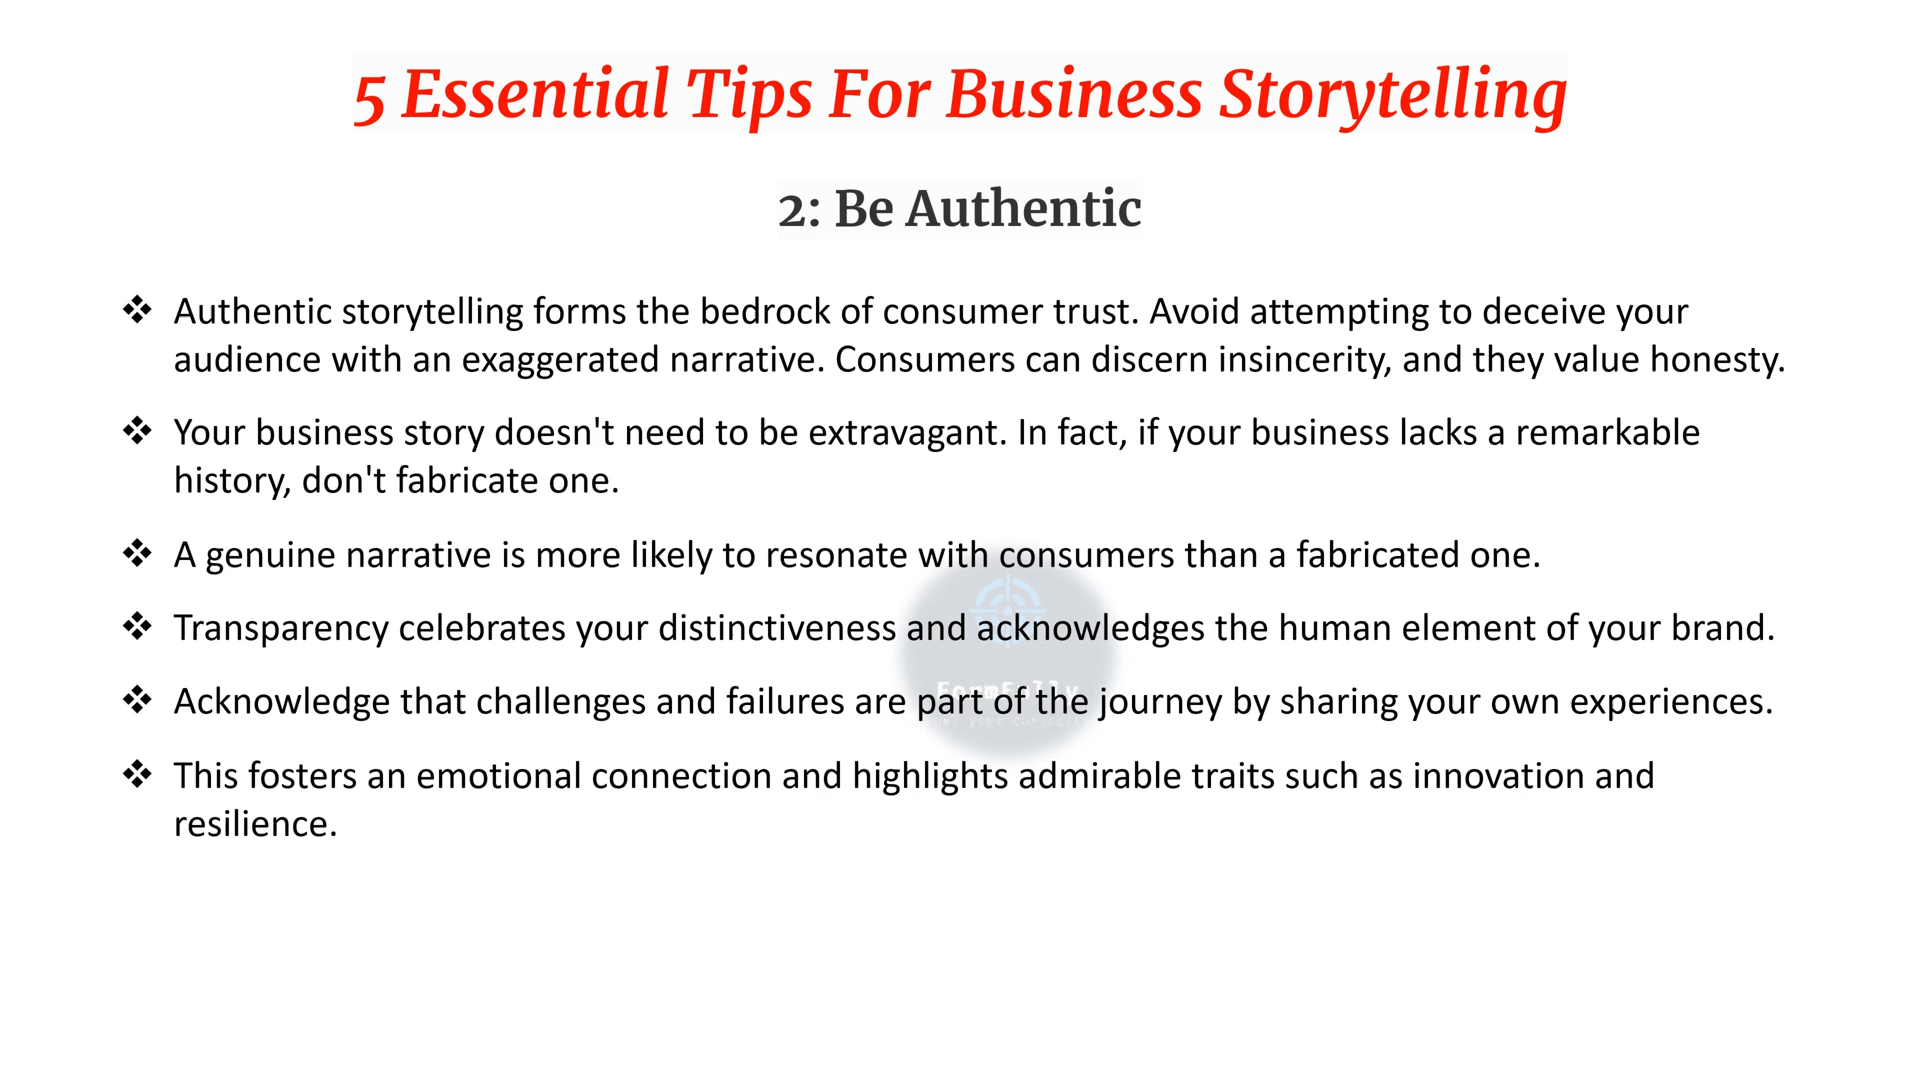 5 Essential Tips For Business Storytelling
2: Be Authentic
❖ Authentic storytelling forms the bedrock of consumer trust. Avoid attempting to deceive your
audience with an exaggerated narrative. Consumers can discern insincerity, and they value honesty.
❖ Your business story doesn't need to be extravagant. In fact, if your business lacks a remarkable
history, don't fabricate one.
❖ A genuine narrative is more likely to resonate with consumers than a fabricated one.
❖ Transparency celebrates your distinctiveness and acknowledges the human element of your brand.
❖ Acknowledge that challenges and failures are part of the journey by sharing your own experiences.
❖ This fosters an emotional connection and highlights admirable traits such as innovation and
resilience.